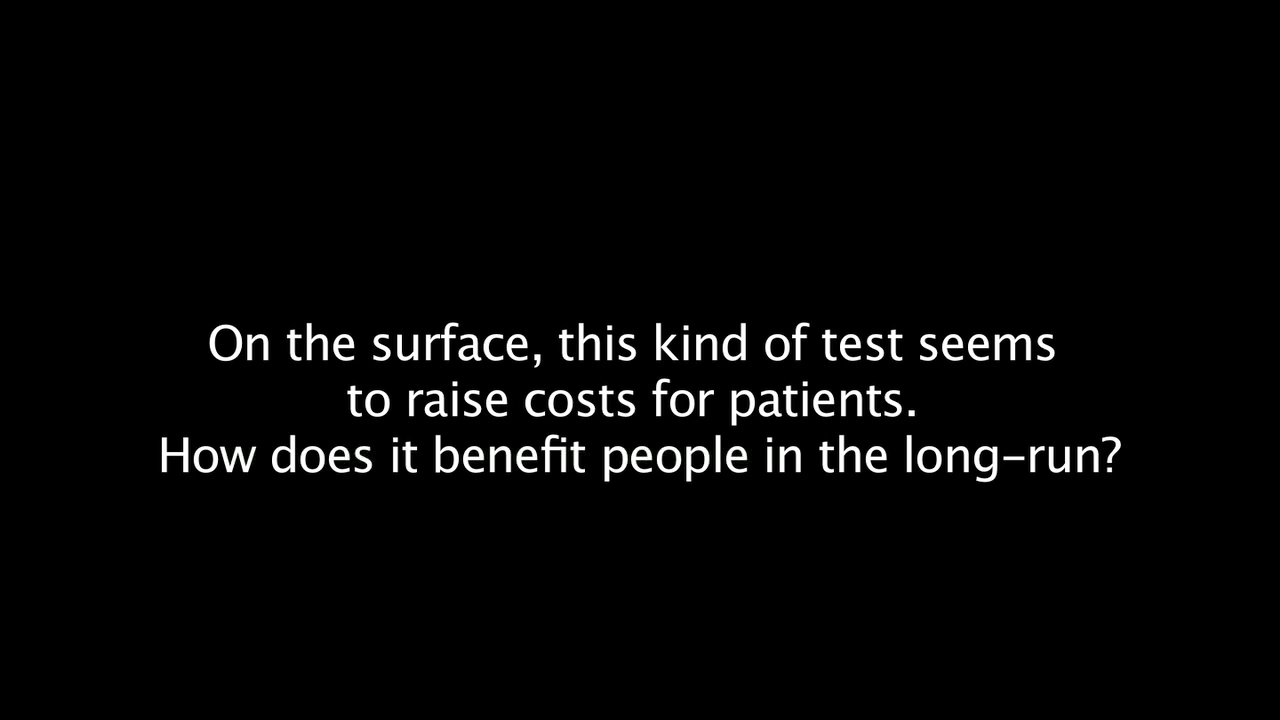 On the surface, this kind of test seems
to raise costs for patients.
How does it benefit people in the long-run?